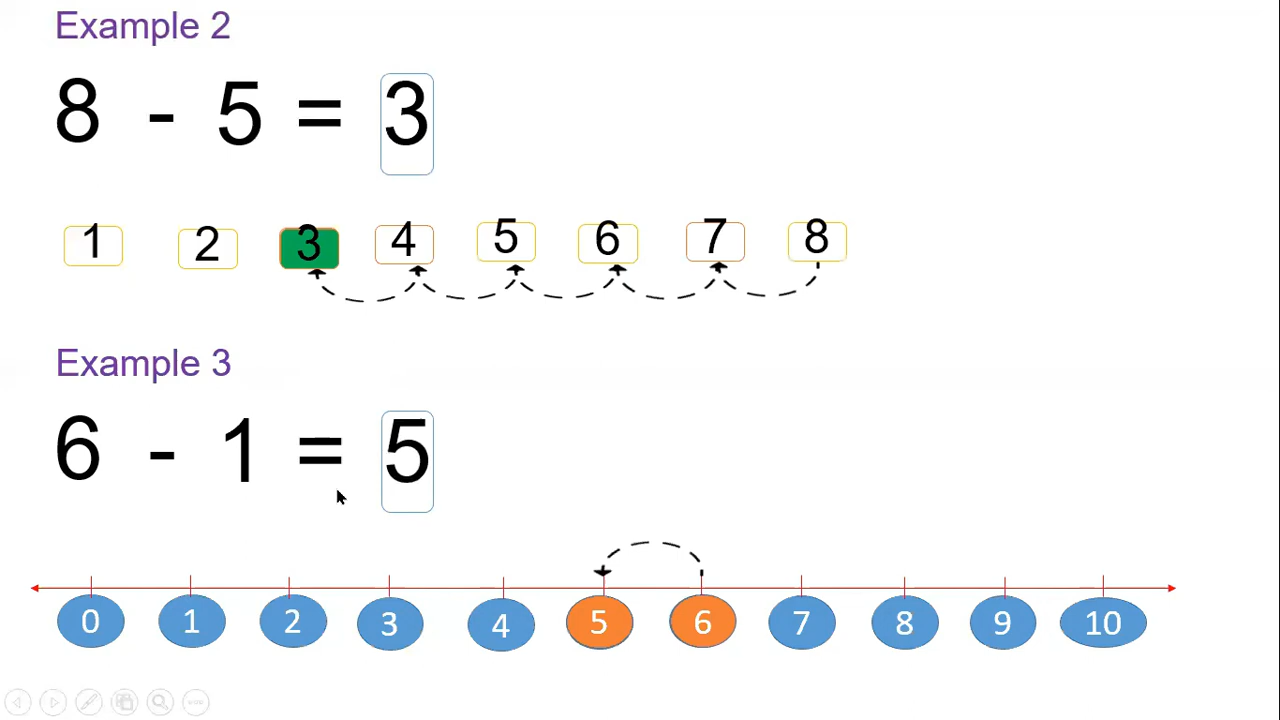 Example 2
8 - 5 = 3
1 2 3 4 5 6 7 8
Example 3
6 - 1 = 5
0 1 2 3 4 5 6 7 8 9 10